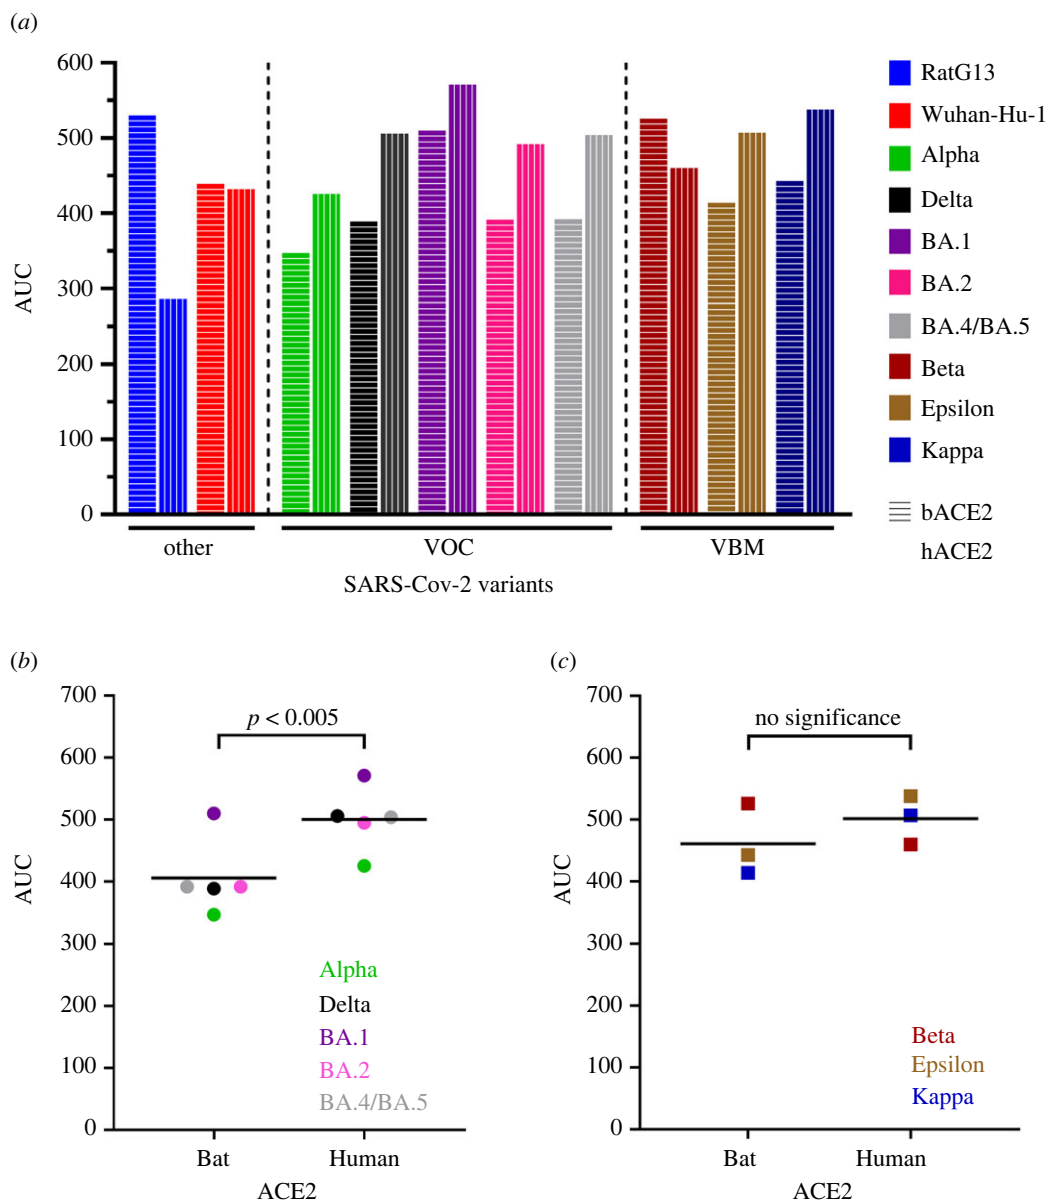 (a)
600
500
400
300
200
100
0
AUC
other
VOC
VBM
SARS-Cov-2 variants
RatG13
Wuhan-Hu-1
Alpha
Delta
BA.1
BA.2
BA.4/BA.5
Beta
Epsilon
Kappa
bACE2
hACE2
(b)
700
600
500
400
300
200
100
0
AUC
p < 0.005
Alpha
Delta
BA.1
BA.2
BA.4/BA.5
Bat
Human
ACE2
(c)
700
600
500
400
300
200
100
0
AUC
no significance
Beta
Epsilon
Kappa
Bat
Human
ACE2